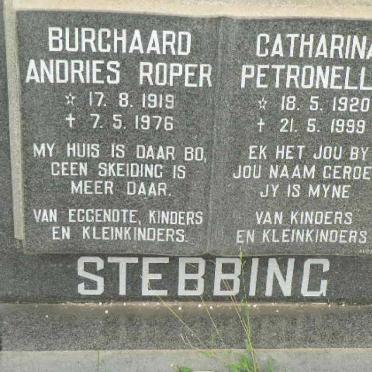 BURCHAARD
ANDRIES ROPER
☆ 17. 8. 1919
† 7. 5. 1976
MY HUIS IS DAAR BO,
GEEN SKEIDING IS
MEER DAAR.
VAN EGGENOTE, KINDERS
EN KLEINKINDERS.
CATHARINA
PETRONELL
☆ 18. 5. 1920
† 21. 5. 1999
EK HET JOU BY
JOU NAAM GEROE
JY IS MYNE
VAN KINDERS
EN KLEINKINDERS
STEBBING